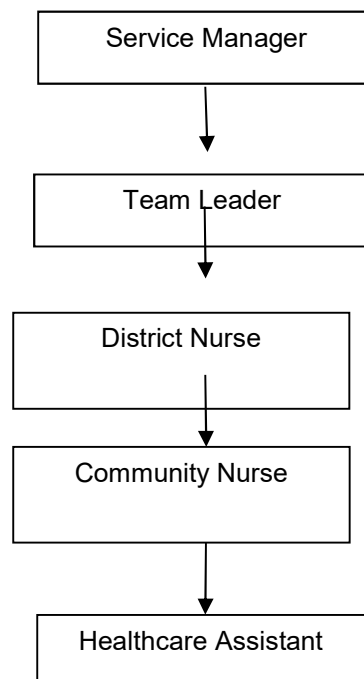 Service Manager
Team Leader
District Nurse
Community Nurse
Healthcare Assistant